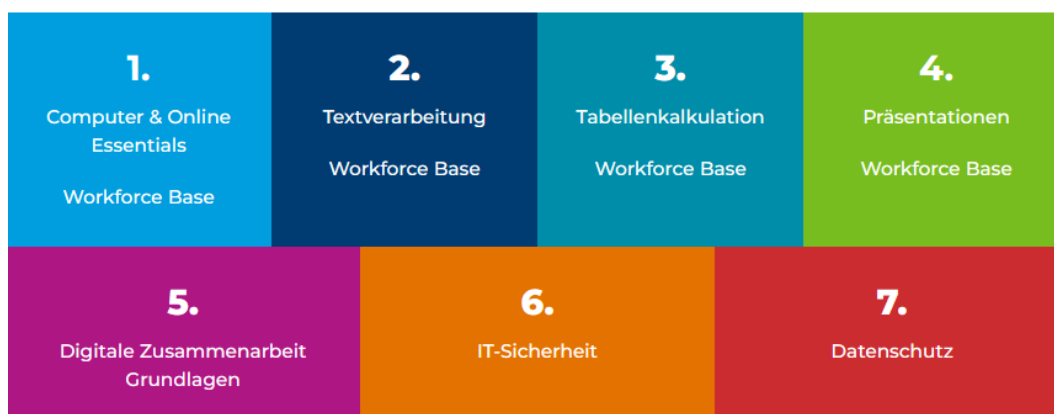 1.
Computer & Online
Essentials
Workforce Base
2.
Textverarbeitung
Workforce Base
3.
Tabellenkalkulation
Workforce Base
4.
Präsentationen
Workforce Base
5.
Digitale Zusammenarbeit
Grundlagen
6.
IT-Sicherheit
7.
Datenschutz